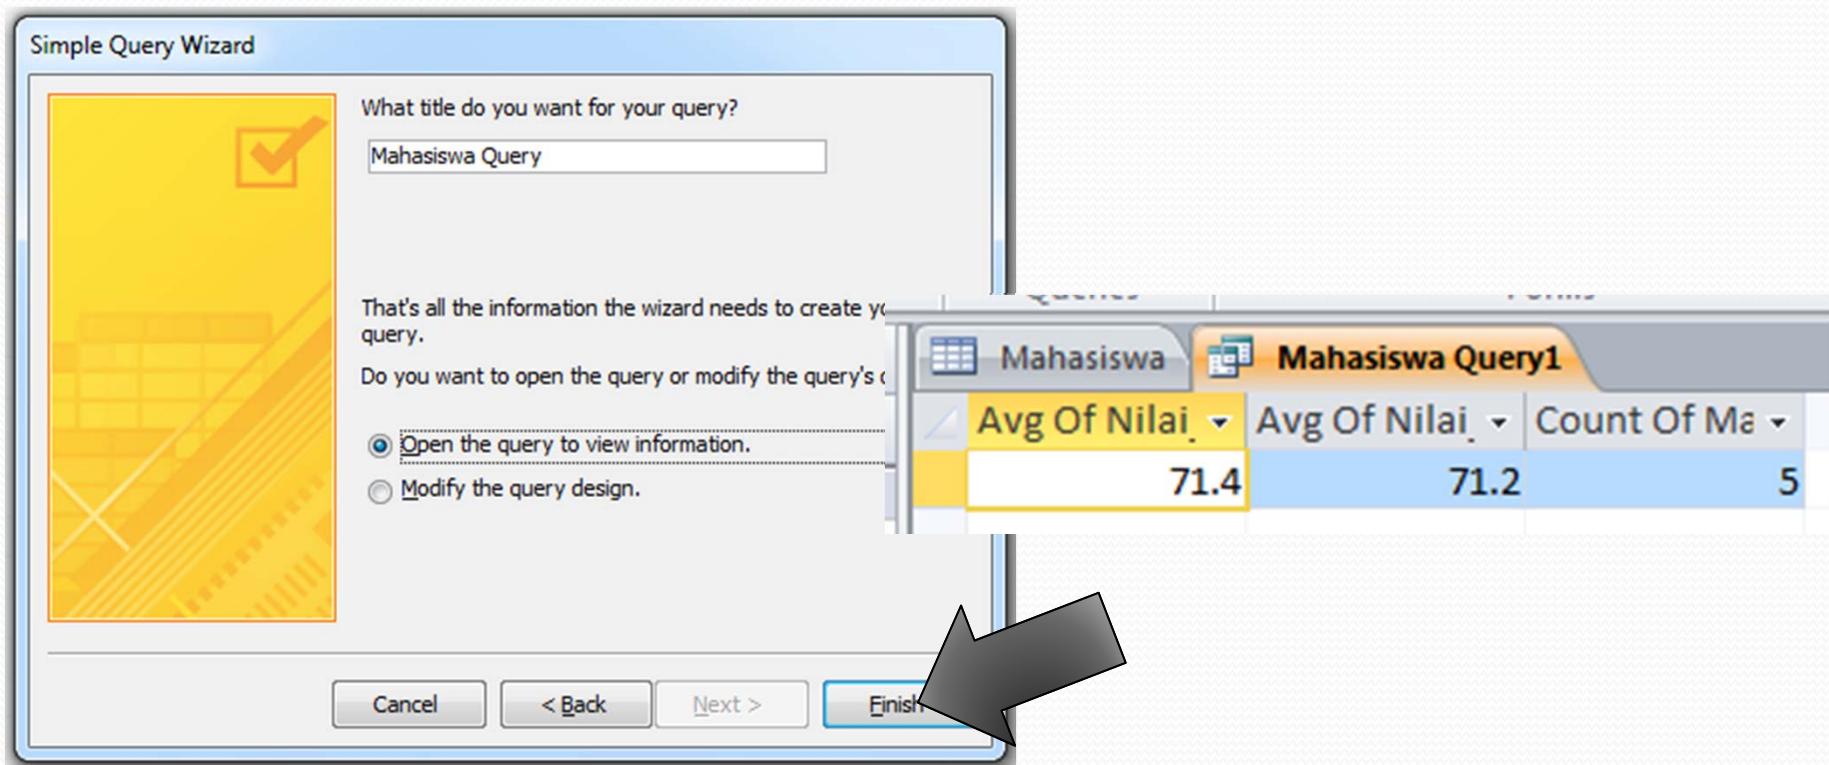 Simple Query Wizard
What title do you want for your query?
Mahasiswa Query
That's all the information the wizard needs to create
query.
Do you want to open the query or modify the query's
Open the query to view information.
Modify the query design.
Cancel
< Back
Next >
Finish
Mahasiswa
Mahasiswa Query1
Avg Of Nilai_ Avg Of Nilai_ Count Of Ma
71.4 71.2 5